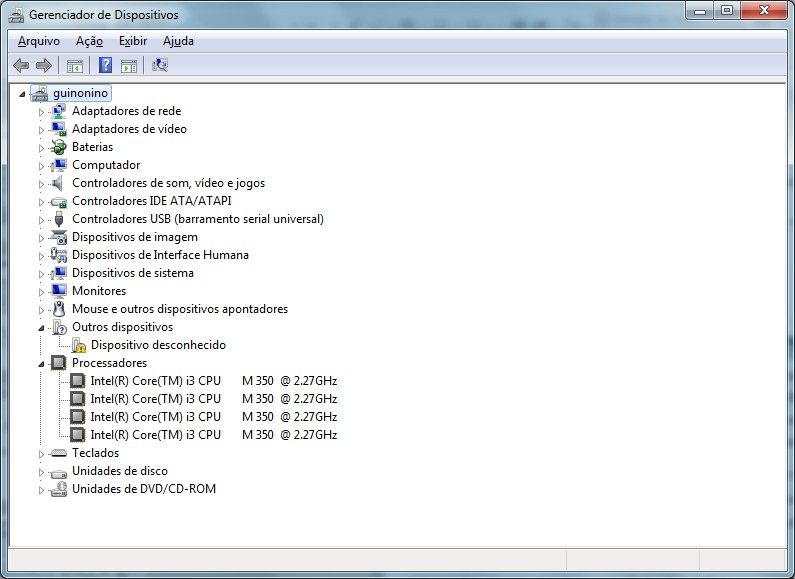 Gerenciador de Dispositivos
Arquivo Ação Exibir Ajuda
guinonino
Adaptadores de rede
Adaptadores de vídeo
Baterias
Computador
Controladores de som, vídeo e jogos
Controladores IDE ATA/ATAPI
Controladores USB (barramento serial universal)
Dispositivos de imagem
Dispositivos de Interface Humana
Dispositivos de sistema
Monitores
Mouse e outros dispositivos apontadores
Outros dispositivos
Dispositivo desconhecido
Processadores
Intel(R) Core(TM) i3 CPU M 350 @ 2.27GHz
Intel(R) Core(TM) i3 CPU M 350 @ 2.27GHz
Intel(R) Core(TM) i3 CPU M 350 @ 2.27GHz
Intel(R) Core(TM) i3 CPU M 350 @ 2.27GHz
Teclados
Unidades de disco
Unidades de DVD/CD-ROM